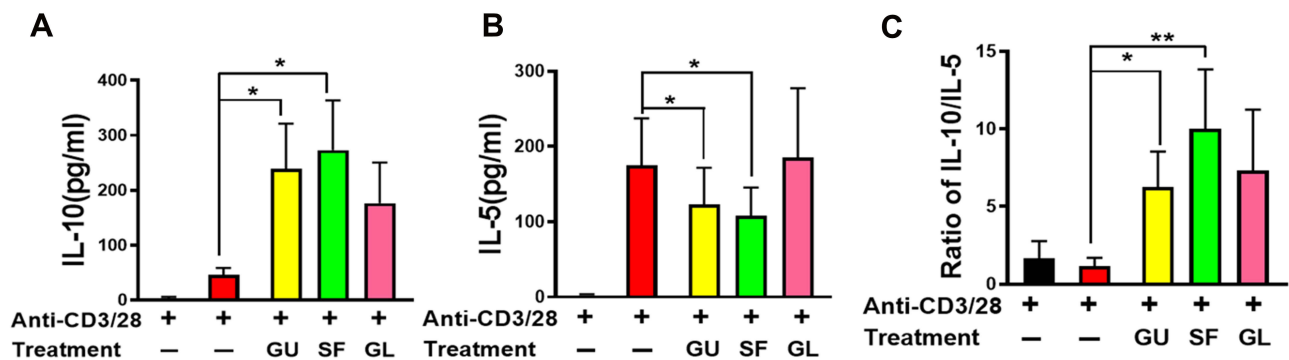 A
B
C
IL-10(pg/ml)
400
300
200
100
0
*
*
Anti-CD3/28 + + + + +
Treatment – – GU SF GL
IL-5(pg/ml)
300
200
100
0
*
*
Anti-CD3/28 + + + + +
Treatment – – GU SF GL
Ratio of IL-10/IL-5
15
10
5
0
**
*
Anti-CD3/28 + + + + +
Treatment – – GU SF GL